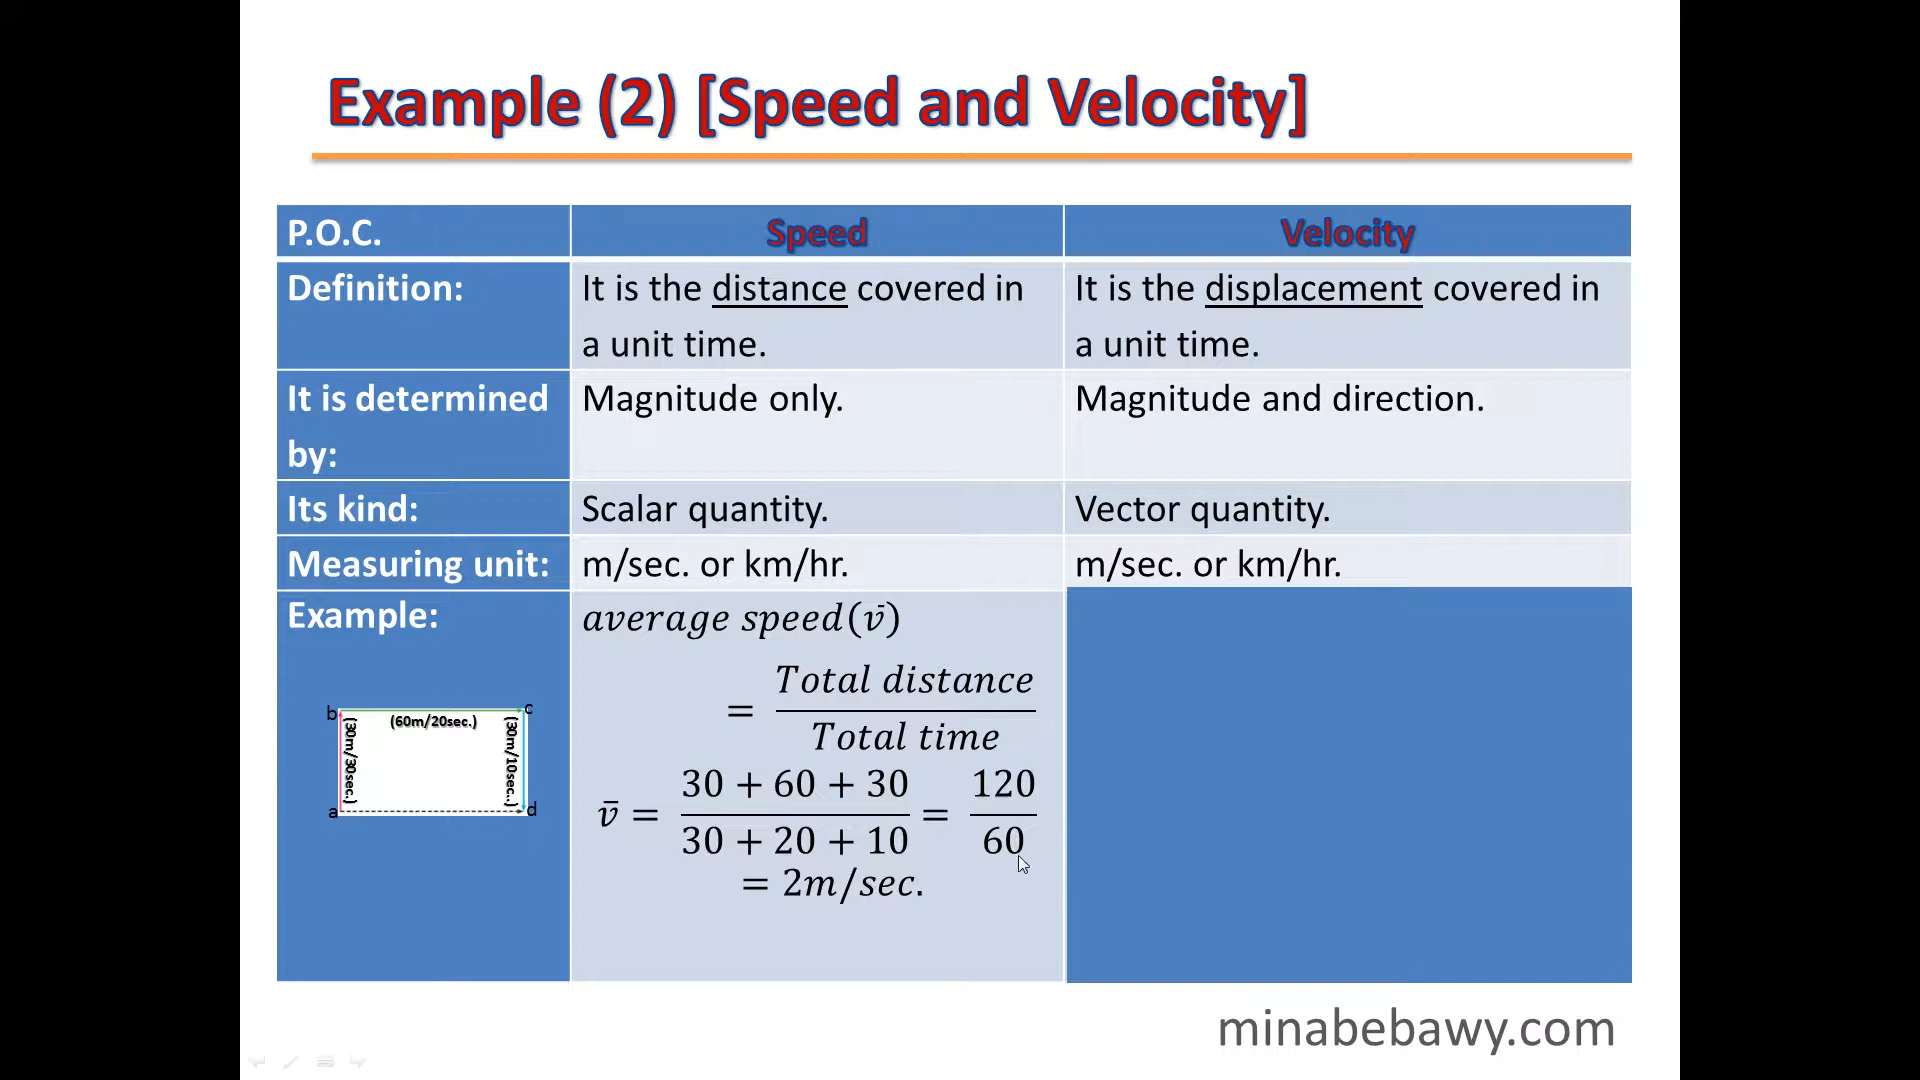 Example (2) [Speed and Velocity]
P.O.C.
Speed
Velocity
Definition:
It is the distance covered in
a unit time.
It is the displacement covered in
a unit time.
It is determined
by:
Magnitude only.
Magnitude and direction.
Its kind:
Scalar quantity.
Vector quantity.
Measuring unit:
m/sec. or km/hr.
m/sec. or km/hr.
Example:
b
c
(60m/20sec.)
(30m/30sec.)
(30m/10sec..)
a
d
average speed(v̄)
= Total distance
Total time
v̄ = 30 + 60 + 30 = 120
30 + 20 + 10 60
= 2m/sec.
minabebawy.com